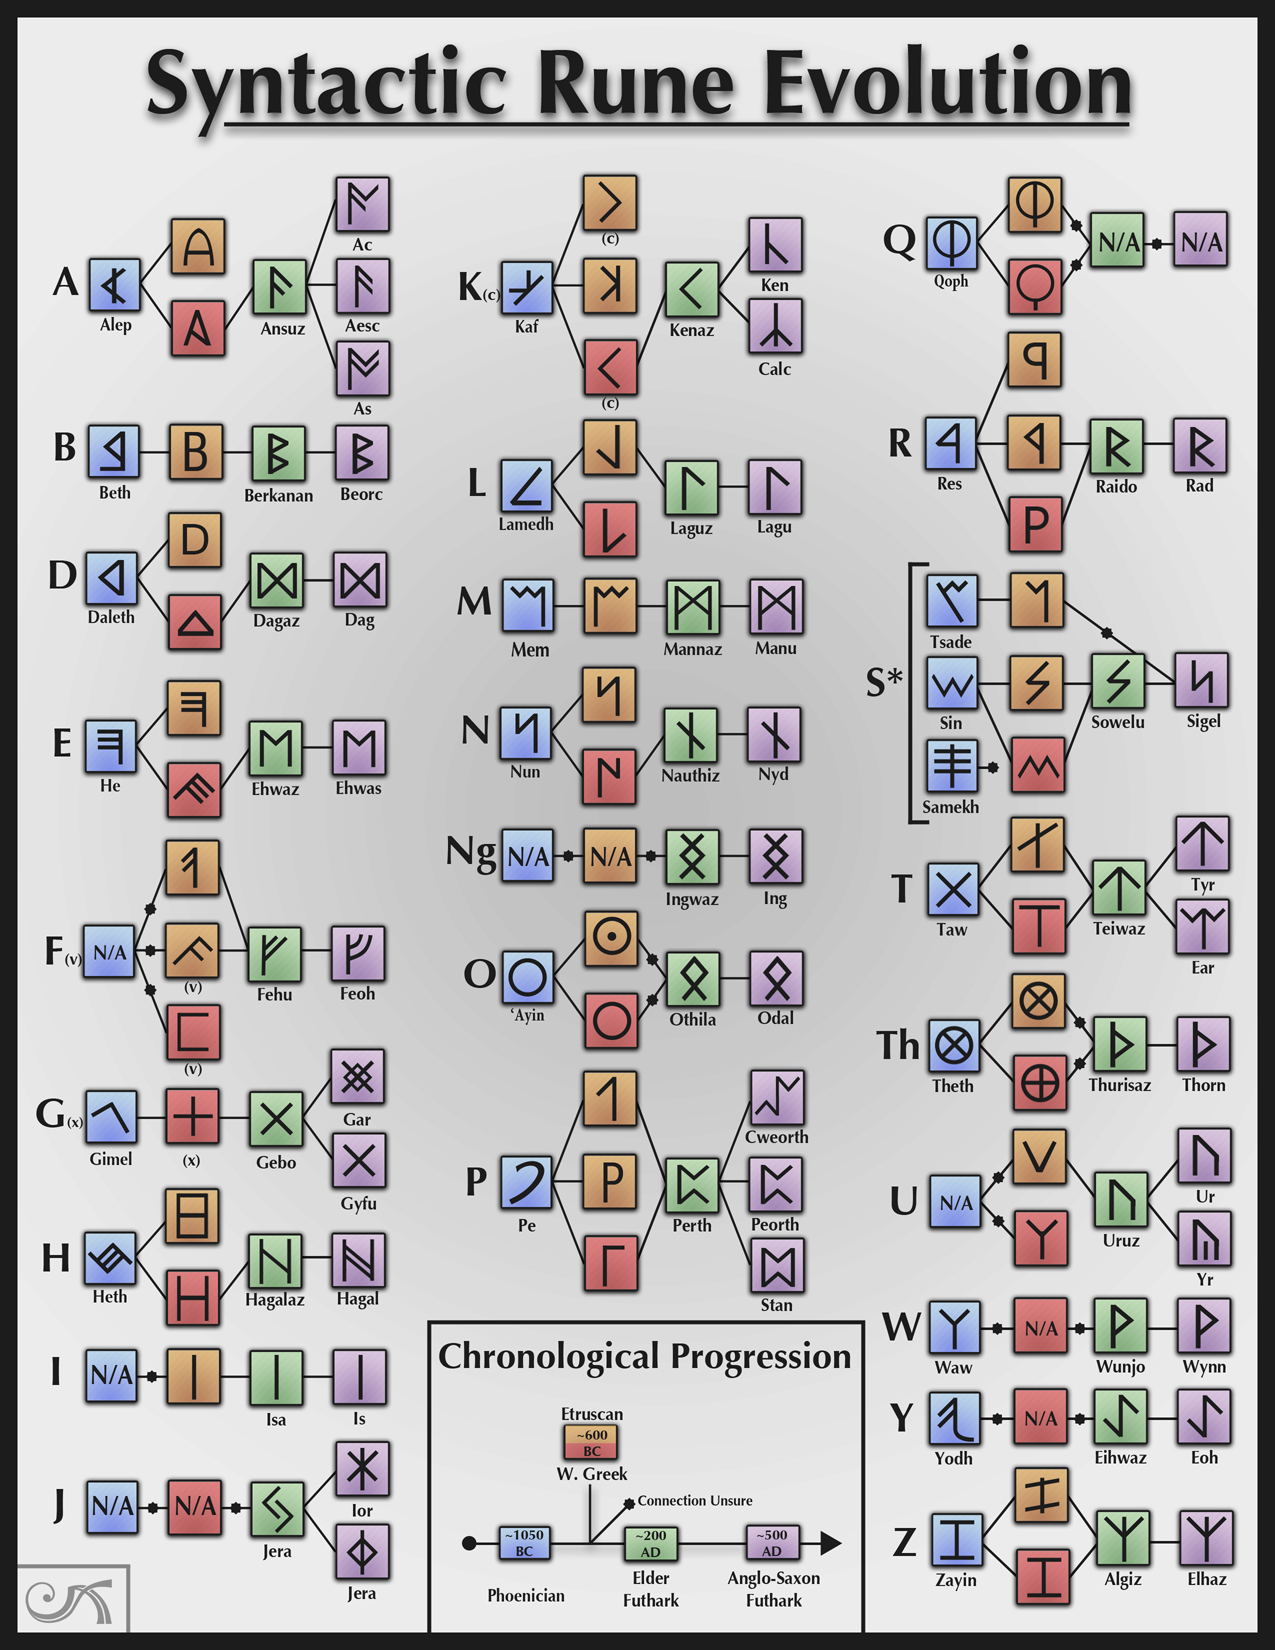 Syntactic Rune Evolution
A
Alep
Ansuz
Ac
Aesc
As
B
Beth
Berkanan
Beorc
D
Daleth
Dagaz
Dag
E
He
Ehwaz
Ehwas
F(v)
N/A
(v)
(v)
Fehu
Feoh
G(x)
Gimel
(x)
Gebo
Gar
Gyfu
H
Heth
Hagalaz
Hagal
I
N/A
Isa
Is
J
N/A
N/A
Jera
Ior
Jera
K(c)
Kaf
(c)
(c)
Kenaz
Ken
Calc
L
Lamedh
Laguz
Lagu
M
Mem
Mannaz
Manu
N
Nun
Nauthiz
Nyd
Ng
N/A
N/A
Ingwaz
Ing
O
‘Ayin
Othila
Odal
P
Pe
Perth
Cweorth
Peorth
Stan
Q
Qoph
N/A
N/A
R
Res
Raido
Rad
S*
Tsade
Sin
Samekh
Sowelu
Sigel
T
Taw
Teiwaz
Tyr
Ear
Th
Theth
Thurisaz
Thorn
U
N/A
Uruz
Ur
Yr
W
Waw
N/A
Wunjo
Wynn
Y
Yodh
N/A
Eihwaz
Eoh
Z
Zayin
Algiz
Elhaz
Chronological Progression
Etruscan
~600
BC
W. Greek
Connection Unsure
~1050
BC
~200
AD
~500
AD
Phoenician
Elder
Futhark
Anglo-Saxon
Futhark